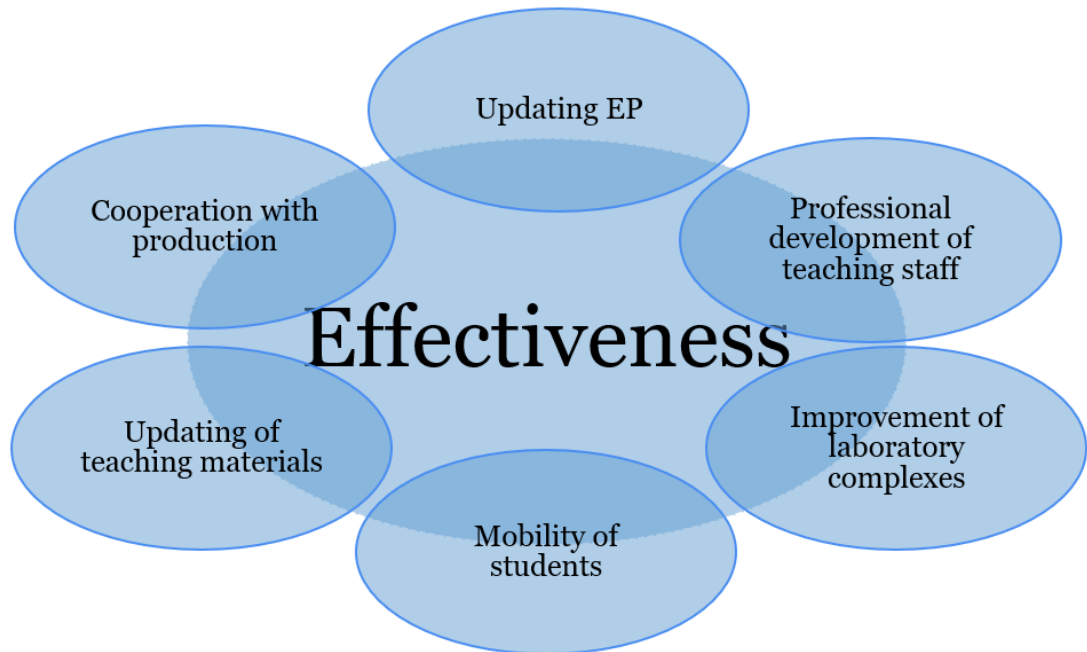 Updating EP
Cooperation with
production
Professional
development of
teaching staff
Effectiveness
Updating of
teaching materials
Improvement of
laboratory
complexes
Mobility of
students